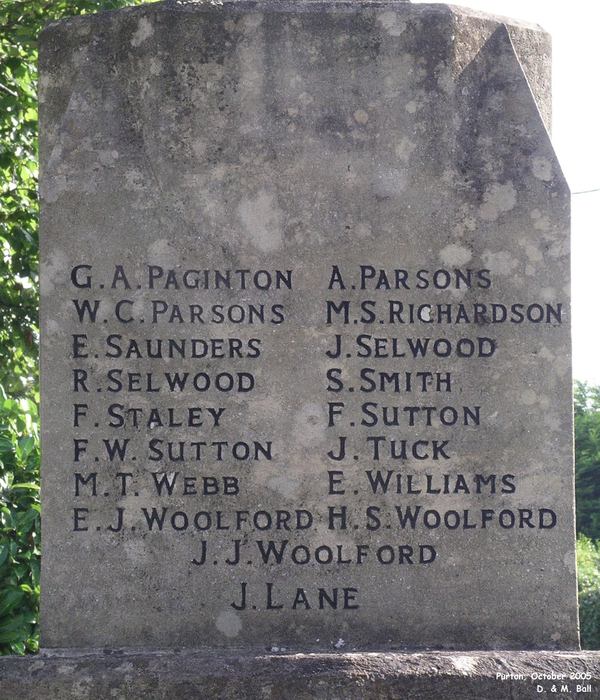 G.A.PAGINTON A.PARSONS
W.C.PARSONS M.S.RICHARDSON
E.SAUNDERS J.SELWOOD
R.SELWOOD S.SMITH
F.STALEY F.SUTTON
F.W.SUTTON J.TUCK
M.T.WEBB E.WILLIAMS
E.J.WOOLFORD H.S.WOOLFORD
J.J.WOOLFORD
J.LANE
Purton, October 2005
D. & M. Ball